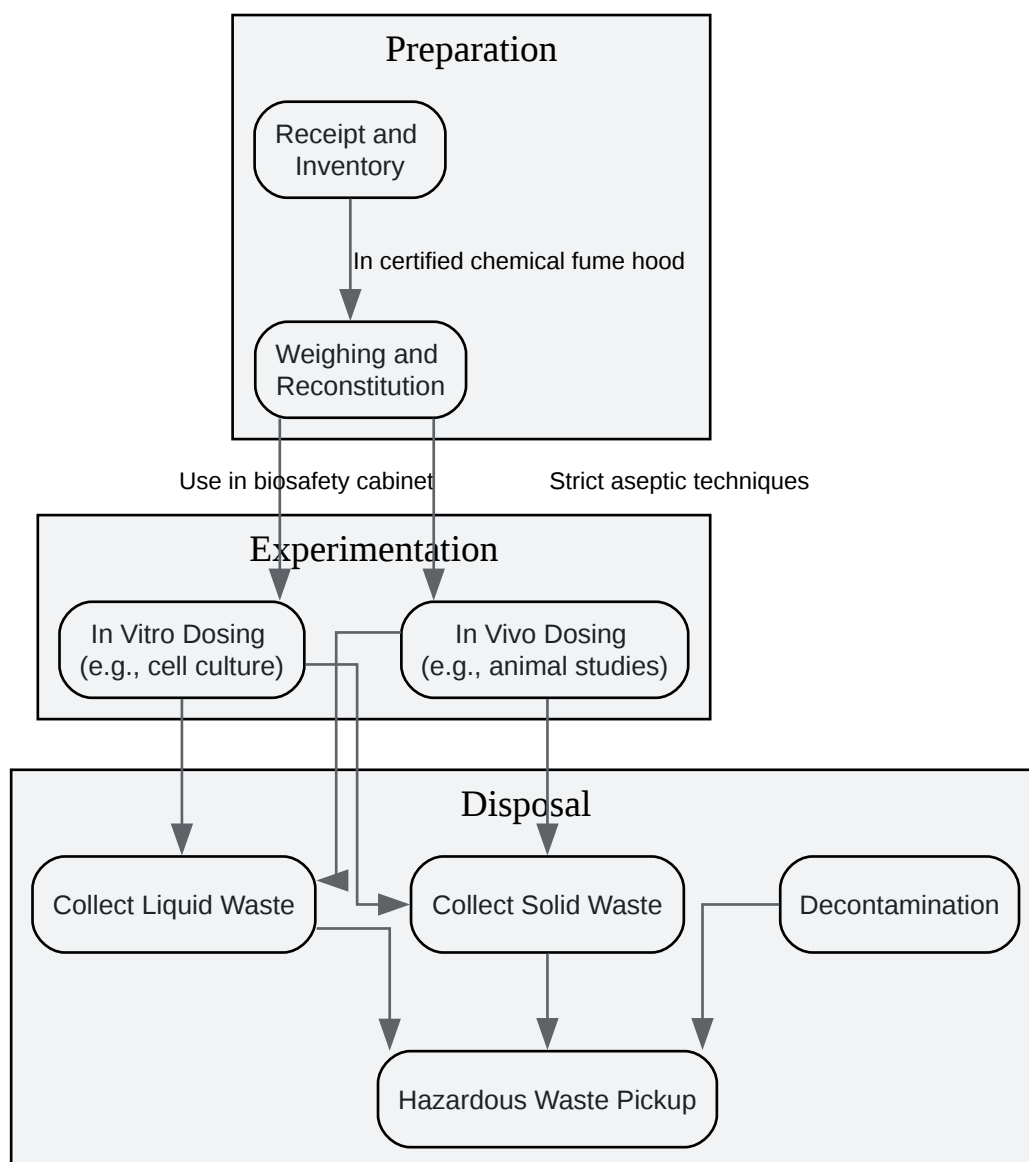 Preparation
Receipt and
Inventory
In certified chemical fume hood
Weighing and
Reconstitution
Use in biosafety cabinet
Strict aseptic techniques
Experimentation
In Vitro Dosing
(e.g., cell culture)
In Vivo Dosing
(e.g., animal studies)
Disposal
Collect Liquid Waste
Collect Solid Waste
Decontamination
Hazardous Waste Pickup